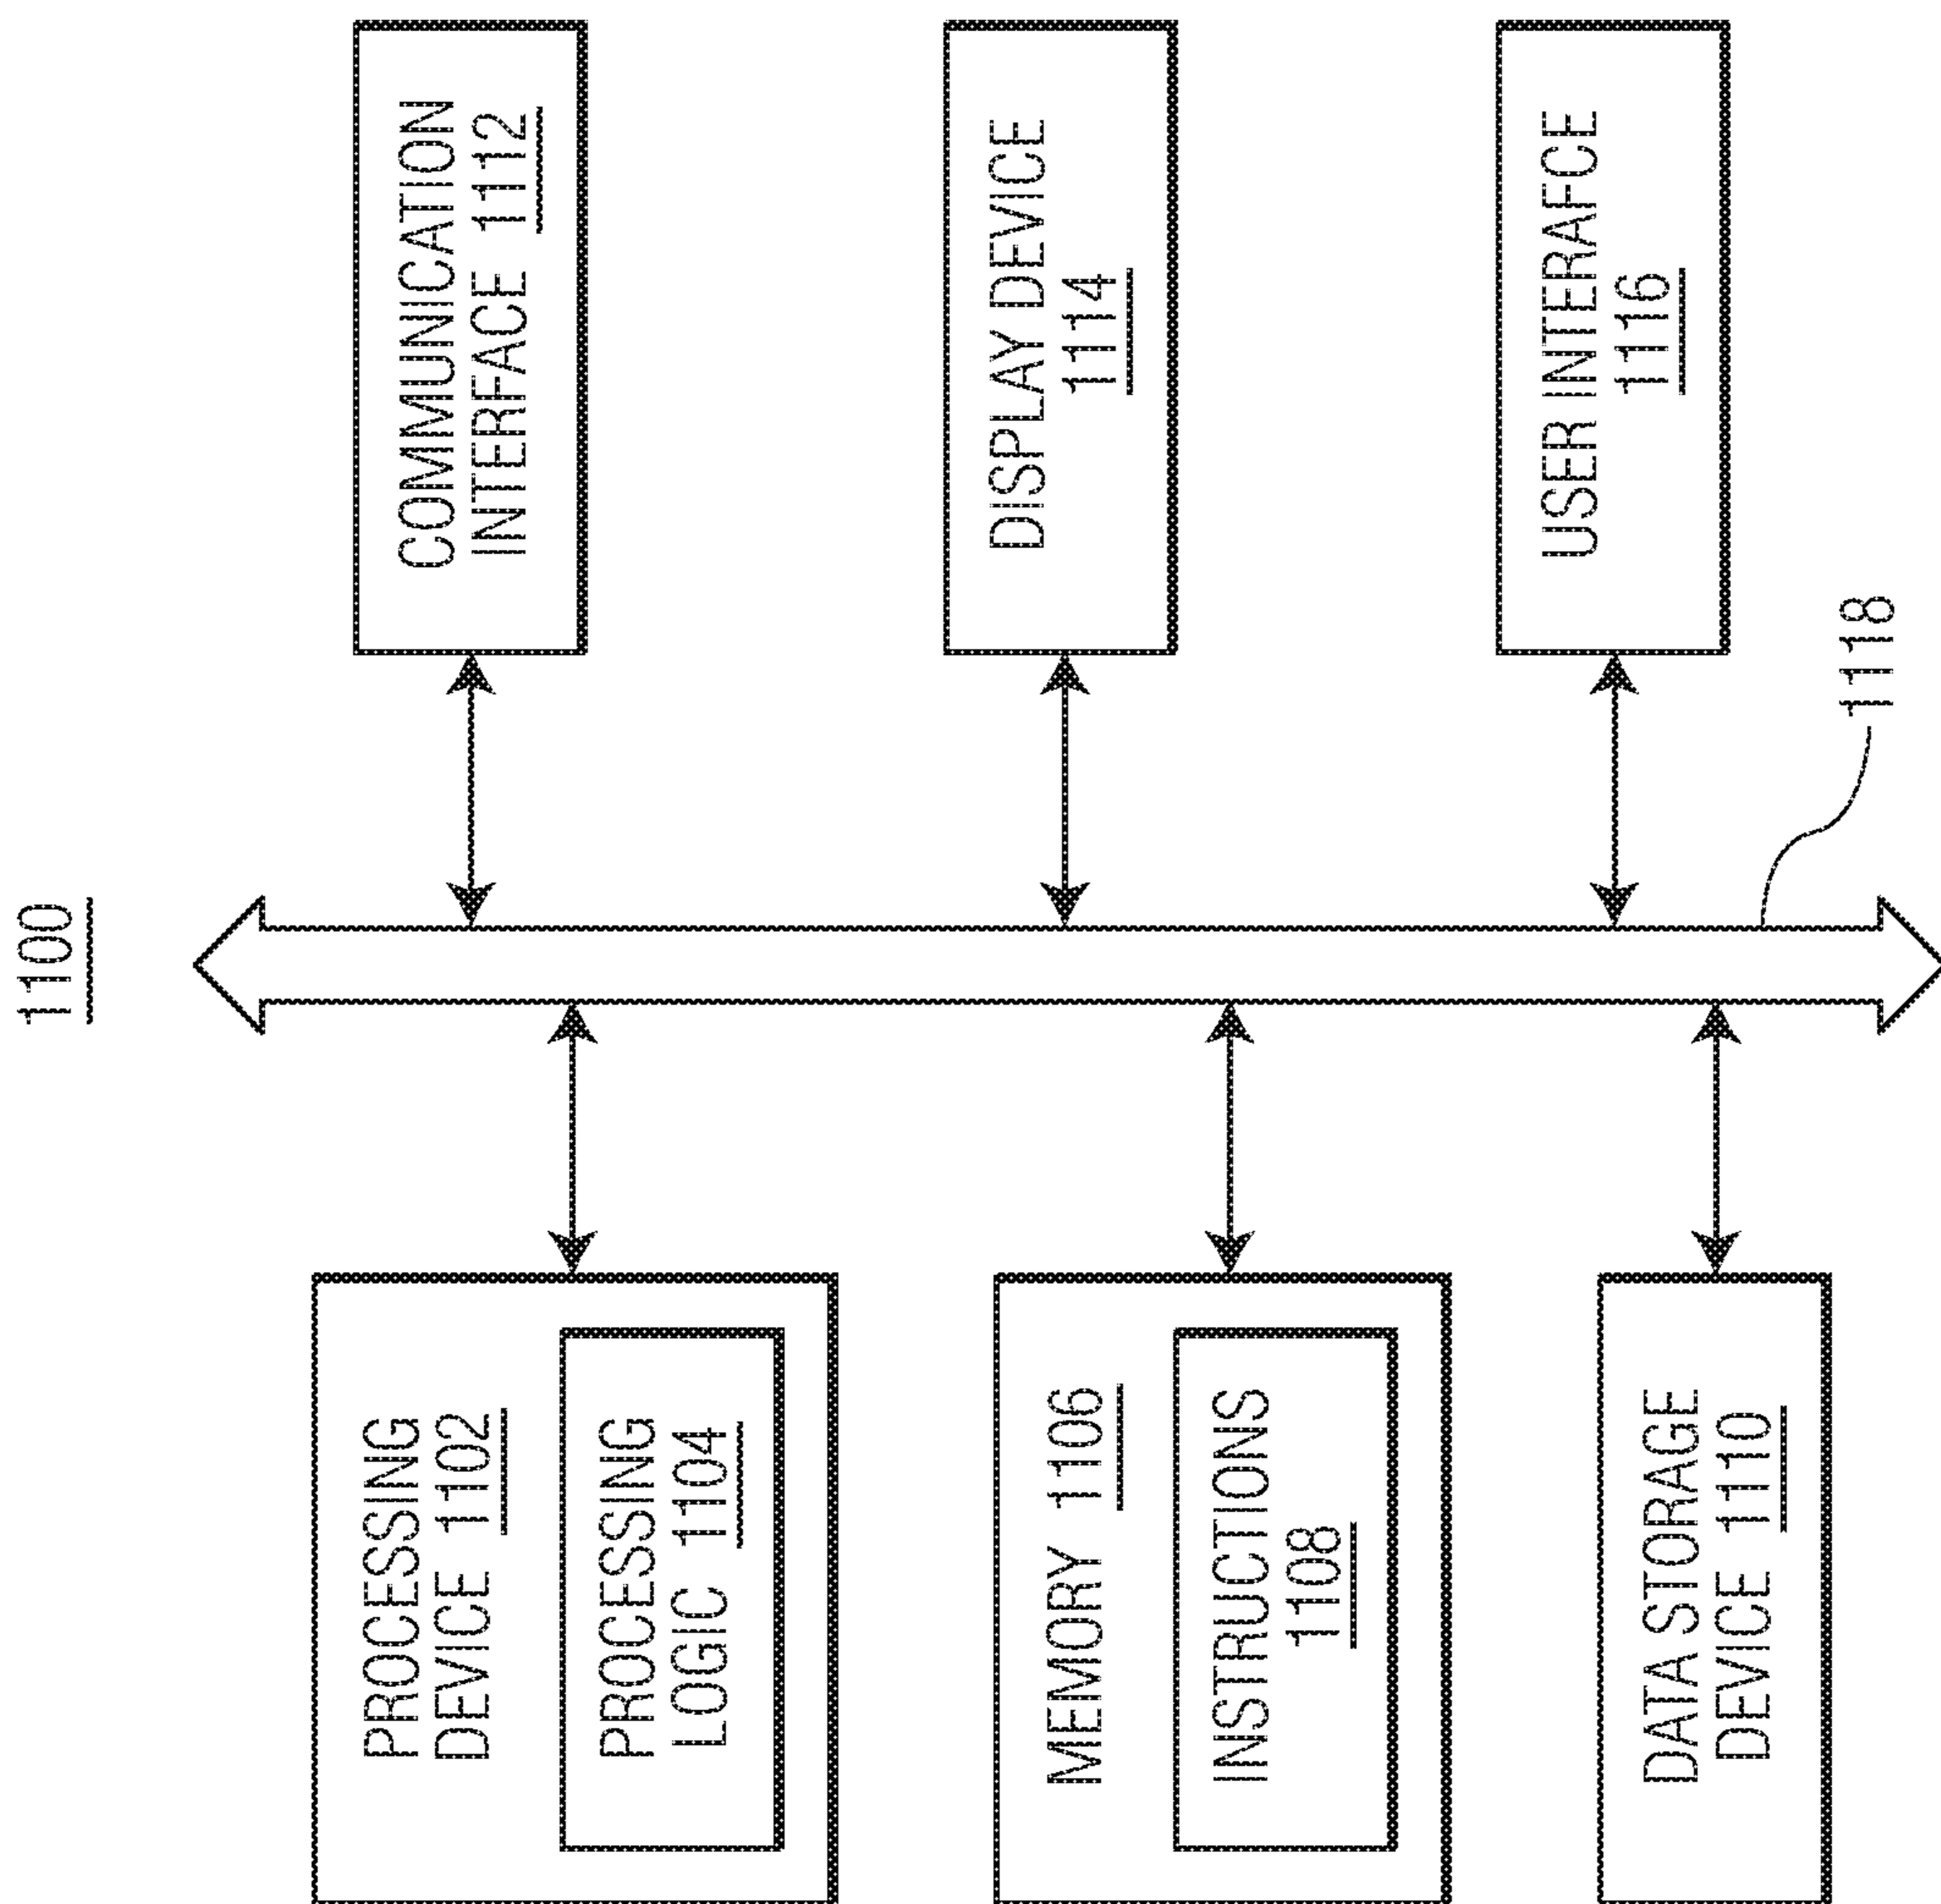 1100
PROCESSING
DEVICE 1102
PROCESSING
LOGIC 1104
MEMORY 1106
INSTRUCTIONS
1108
DATA STORAGE
DEVICE 1110
COMMUNICATION
INTERFACE 1112
DISPLAY DEVICE
1114
USER INTERAFCE
1116
1118